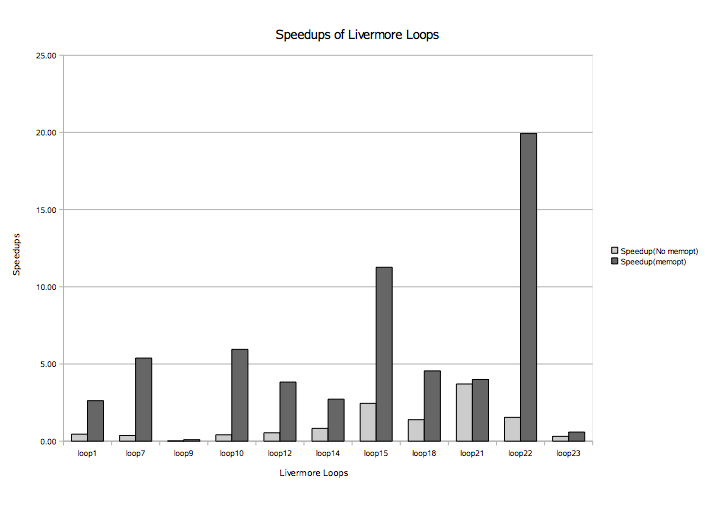 Speedups of Livermore Loops
25.00
20.00
15.00
10.00
5.00
0.00
Speedups
loop1 loop7 loop9 loop10 loop12 loop14 loop15 loop18 loop21 loop22 loop23
Livermore Loops
Speedup(No memopt)
Speedup(memopt)